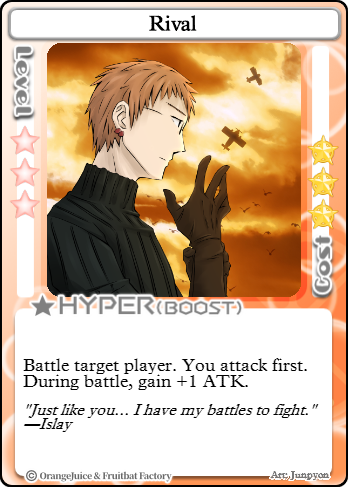 Rival
Level
Cost
HYPER(BOOST)
Battle target player. You attack first.
During battle, gain +1 ATK.
"Just like you... I have my battles to fight."
—Islay
© OrangeJuice & Fruitbat Factory
Art: Junpyon